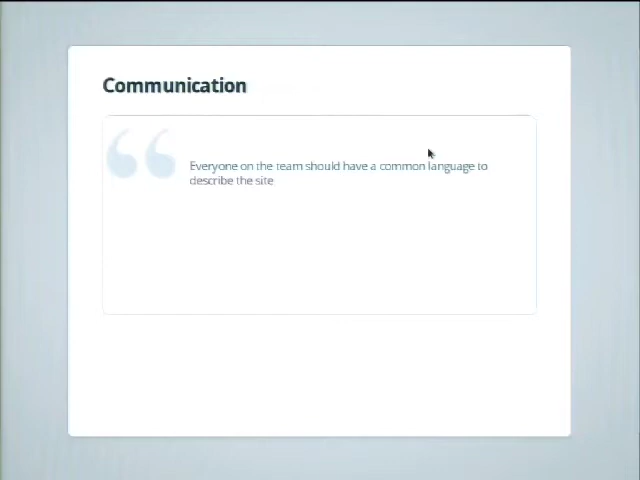 Communication
Everyone on the team should have a common language to
describe the site